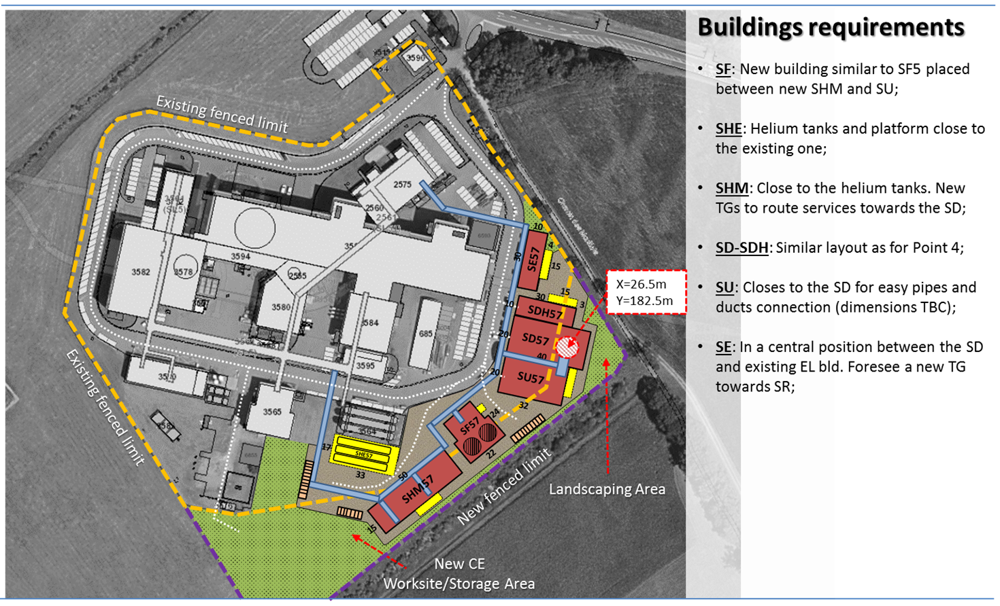 Buildings requirements
• SF: New building similar to SF5 placed
between new SHM and SU;
• SHE: Helium tanks and platform close to
the existing one;
• SHM: Close to the helium tanks. New
TGs to route services towards the SD;
• SD-SDH: Similar layout as for Point 4;
• SU: Closes to the SD for easy pipes and
ducts connection (dimensions TBC);
• SE: In a central position between the SD
and existing EL bld. Foresee a new TG
towards SR;
3590
Existing fenced limit
2575
2560
2561
10
4
30
SE57
15
3594
3582
3578
2555
3580
X=26.5m
Y=182.5m
15
30
3
10
SDH57
3584
685
20
SD57
40
3595
20
SU57
32
Existing fenced limit
3565
3564
24
SF57
22
17
SHE57
33
50
SHM57
15
New fenced limit
Landscaping Area
New CE
Worksite/Storage Area